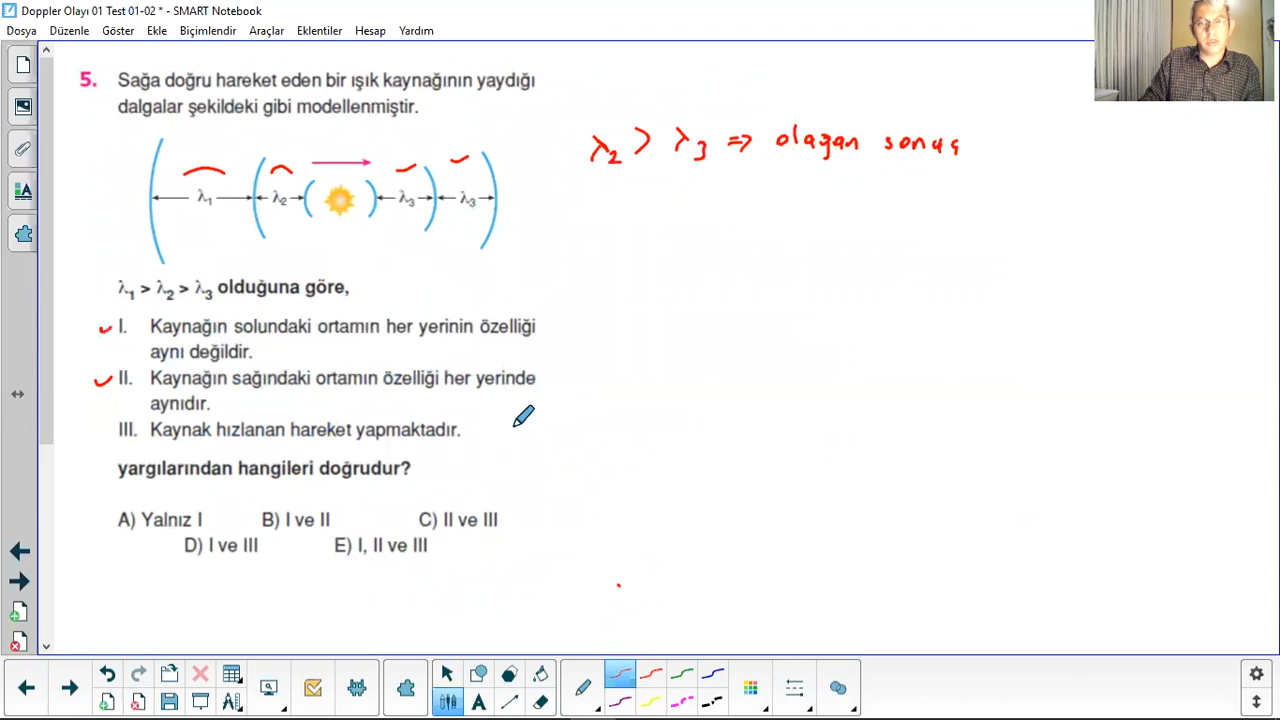 Doppler Olayı 01 Test 01-02 * - SMART Notebook
Dosya Düzenle Göster Ekle Biçimlendir Araçlar Eklentiler Hesap Yardım
5. Sağa doğru hareket eden bir ışık kaynağının yaydığı
dalgalar şekildeki gibi modellenmiştir.
λ1 λ2 λ3 λ3
λ2 > λ3 ⇒ olağan sonuç
λ1 > λ2 > λ3 olduğuna göre,
I. Kaynağın solundaki ortamın her yerinin özelliği
aynı değildir.
II. Kaynağın sağındaki ortamın özelliği her yerinde
aynıdır.
III. Kaynak hızlanan hareket yapmaktadır.
yargılarından hangileri doğrudur?
A) Yalnız I B) I ve II C) II ve III
D) I ve III E) I, II ve III